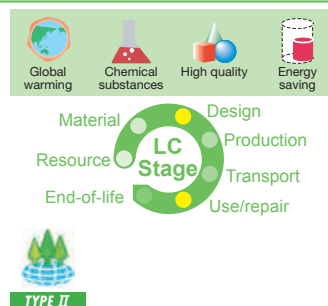 Global
warming
Chemical
substances
High quality
Energy
saving
Material
Design
LC
Stage
Production
Resource
Transport
End-of-life
Use/repair
TYPE II